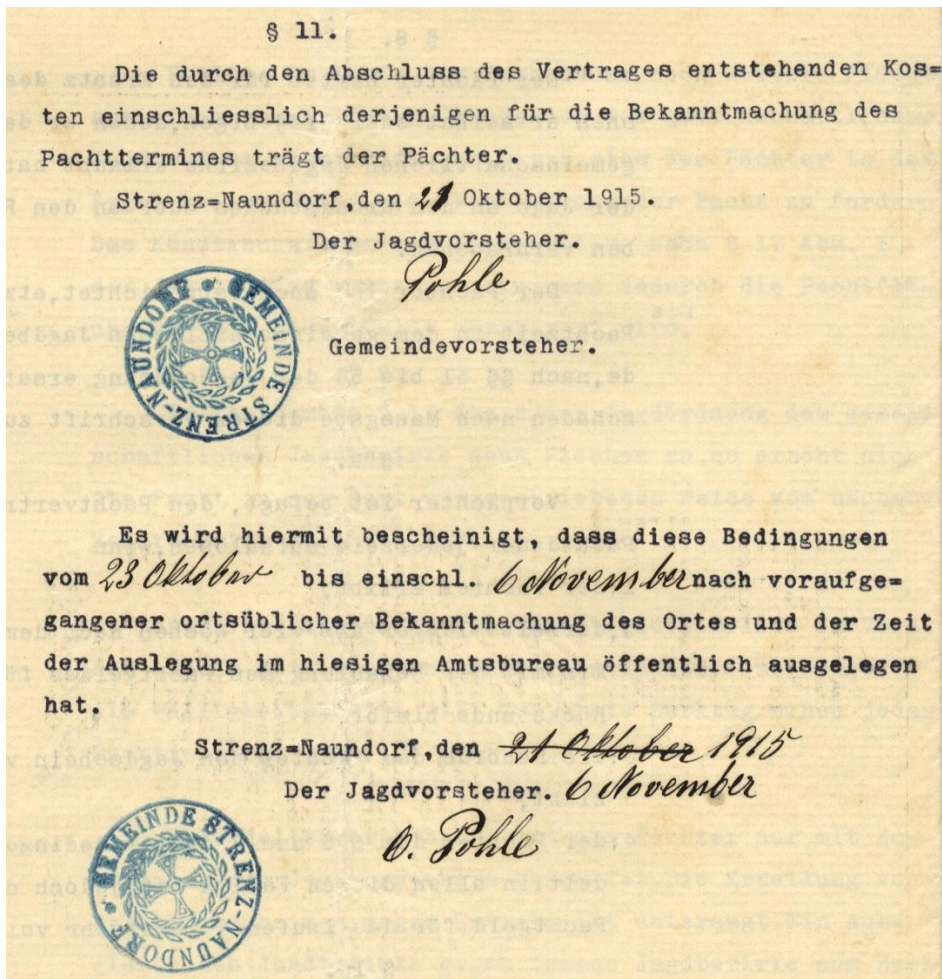 § 11.
Die durch den Abschluss des Vertrages entstehenden Kos=
ten einschliesslich derjenigen für die Bekanntmachung des
Pachttermines trägt der Pächter.
Strenz=Naundorf,den 21 Oktober 1915.
Der Jagdvorsteher.
Pohle
GEMEINDE STRENZ-NAUNDORF
Gemeindevorsteher.
Es wird hiermit bescheinigt, dass diese Bedingungen
vom 23 Oktober bis einschl. 6 November nach voraufge=
gangener ortsüblicher Bekanntmachung des Ortes und der Zeit
der Auslegung im hiesigen Amtsbureau öffentlich ausgelegen
hat.
Strenz=Naundorf,den 21 Oktober 1915
Der Jagdvorsteher. 6 November
O. Pohle
GEMEINDE STRENZ-NAUNDORF